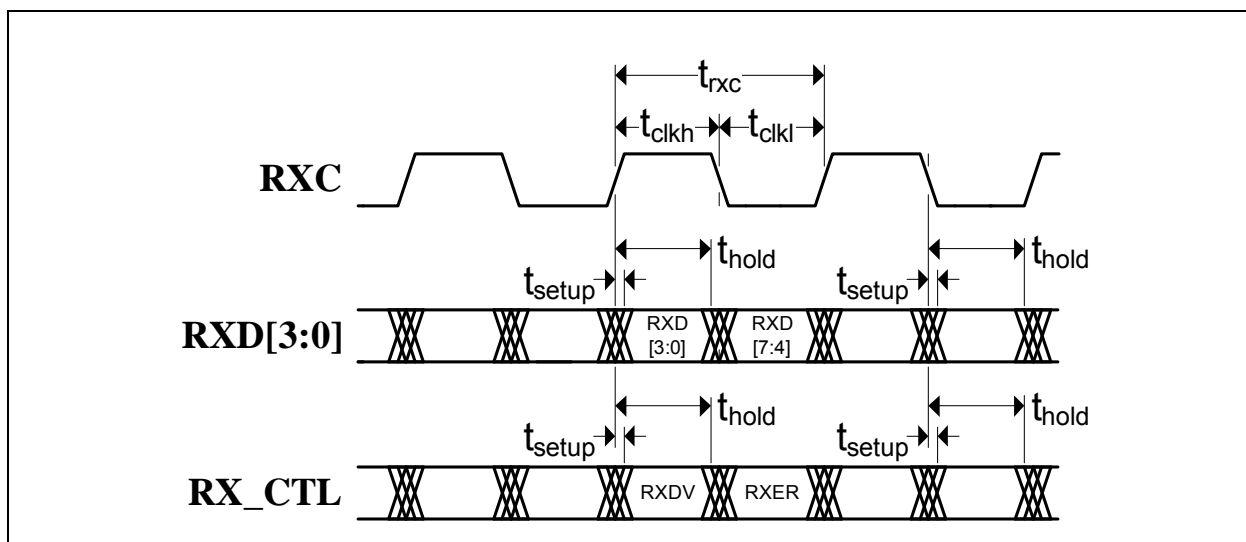 t_rxc
t_clkh t_clkl
RXC
t_hold t_hold
t_setup t_setup
RXD[3:0]
RXD RXD
[3:0] [7:4]
t_hold t_hold
t_setup t_setup
RX_CTL RXDV RXER